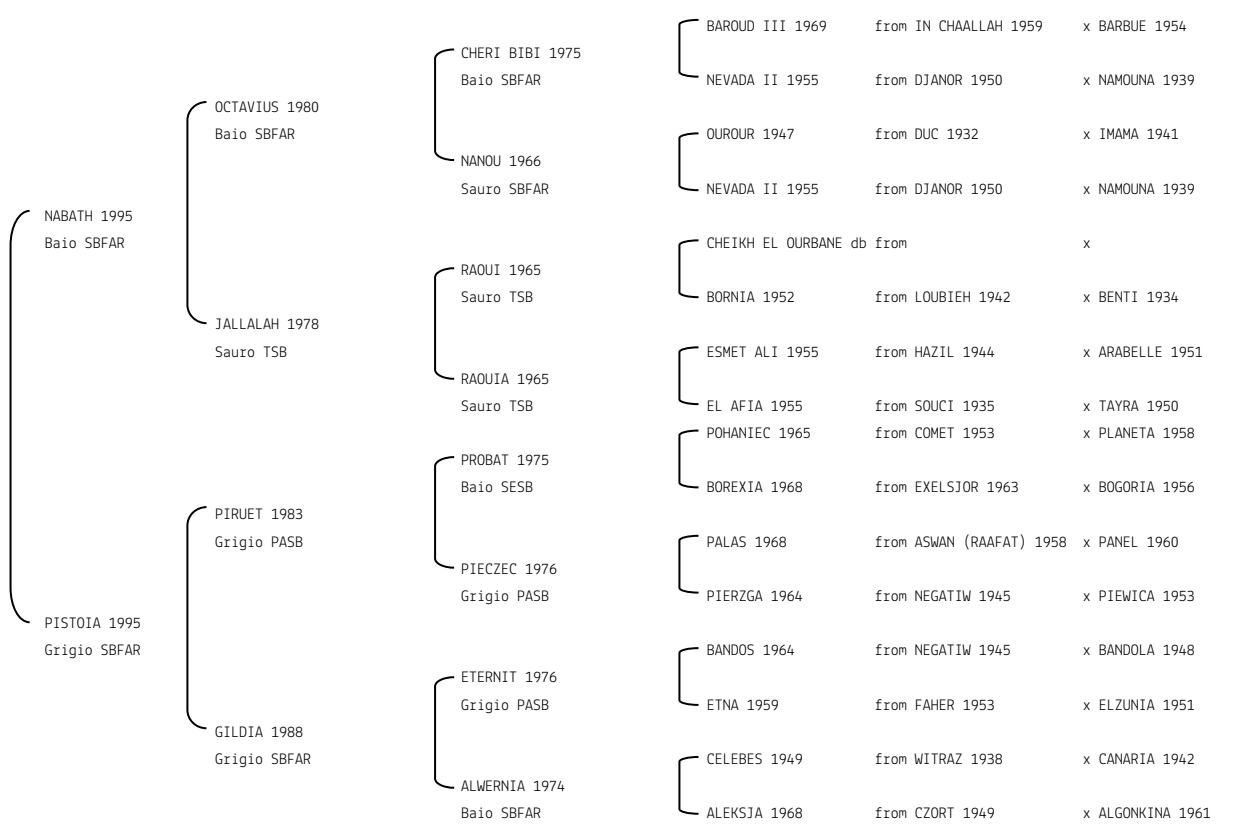 BAROUD III 1969 from IN CHAALLAH 1959 x BARBUE 1954
CHERI BIBI 1975
Baio SBFAR
NEVADA II 1955 from DJANOR 1950 x NAMOUNA 1939
OCTAVIUS 1980
Baio SBFAR
OUROUR 1947 from DUC 1932 x IMAMA 1941
NANOU 1966
Sauro SBFAR
NEVADA II 1955 from DJANOR 1950 x NAMOUNA 1939
NABATH 1995
Baio SBFAR
CHEIKH EL OURBANE db from x
RAOUI 1965
Sauro TSB
BORNIA 1952 from LOUBIEH 1942 x BENTI 1934
JALLALAH 1978
Sauro TSB
ESMET ALI 1955 from HAZIL 1944 x ARABELLE 1951
RAOUIA 1965
Sauro TSB
EL AFIA 1955 from SOUCI 1935 x TAYRA 1950
POHANIEC 1965 from COMET 1953 x PLANETA 1958
PROBAT 1975
Baio SESB
BOREXIA 1968 from EXELSJOR 1963 x BOGORIA 1956
PIRUET 1983
Grigio PASB
PALAS 1968 from ASWAN (RAAFAT) 1958 x PANEL 1960
PIECZEC 1976
Grigio PASB
PIERZGA 1964 from NEGATIW 1945 x PIEWICA 1953
PISTOIA 1995
Grigio SBFAR
BANDOS 1964 from NEGATIW 1945 x BANDOLA 1948
ETERNIT 1976
Grigio PASB
ETNA 1959 from FAHER 1953 x ELZUNIA 1951
GILDIA 1988
Grigio SBFAR
CELEBES 1949 from WITRAZ 1938 x CANARIA 1942
ALWERNIA 1974
Baio SBFAR
ALEKSJA 1968 from CZORT 1949 x ALGONKINA 1961